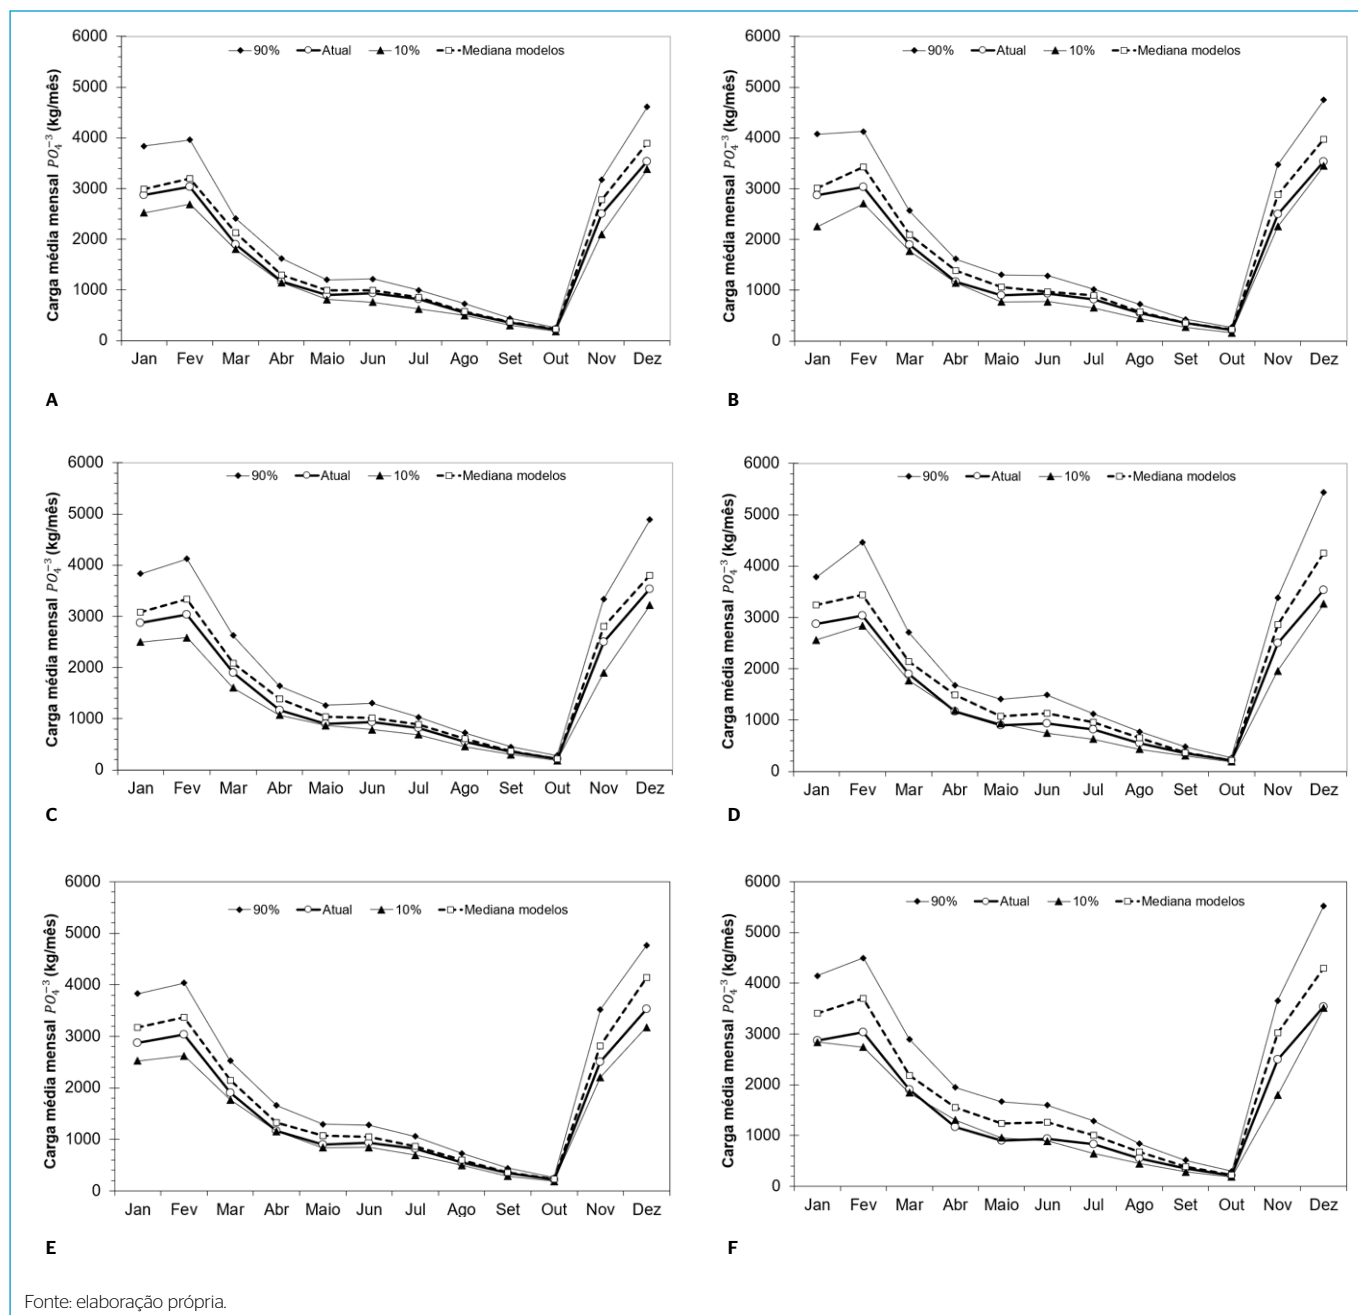 6000
5000
4000
3000
2000
1000
0
Carga média mensal PO₄⁻³ (kg/mês)
90% Atual 10% Mediana modelos
Jan Fev Mar Abr Maio Jun Jul Ago Set Out Nov Dez
A
6000
5000
4000
3000
2000
1000
0
Carga média mensal PO₄⁻³ (kg/mês)
90% Atual 10% Mediana modelos
Jan Fev Mar Abr Maio Jun Jul Ago Set Out Nov Dez
B
6000
5000
4000
3000
2000
1000
0
Carga média mensal PO₄⁻³ (kg/mês)
90% Atual 10% Mediana modelos
Jan Fev Mar Abr Maio Jun Jul Ago Set Out Nov Dez
C
6000
5000
4000
3000
2000
1000
0
Carga média mensal PO₄⁻³ (kg/mês)
90% Atual 10% Mediana modelos
Jan Fev Mar Abr Maio Jun Jul Ago Set Out Nov Dez
D
6000
5000
4000
3000
2000
1000
0
Carga média mensal PO₄⁻³ (kg/mês)
90% Atual 10% Mediana modelos
Jan Fev Mar Abr Maio Jun Jul Ago Set Out Nov Dez
E
6000
5000
4000
3000
2000
1000
0
Carga média mensal PO₄⁻³ (kg/mês)
90% Atual 10% Mediana modelos
Jan Fev Mar Abr Maio Jun Jul Ago Set Out Nov Dez
F
Fonte: elaboração própria.